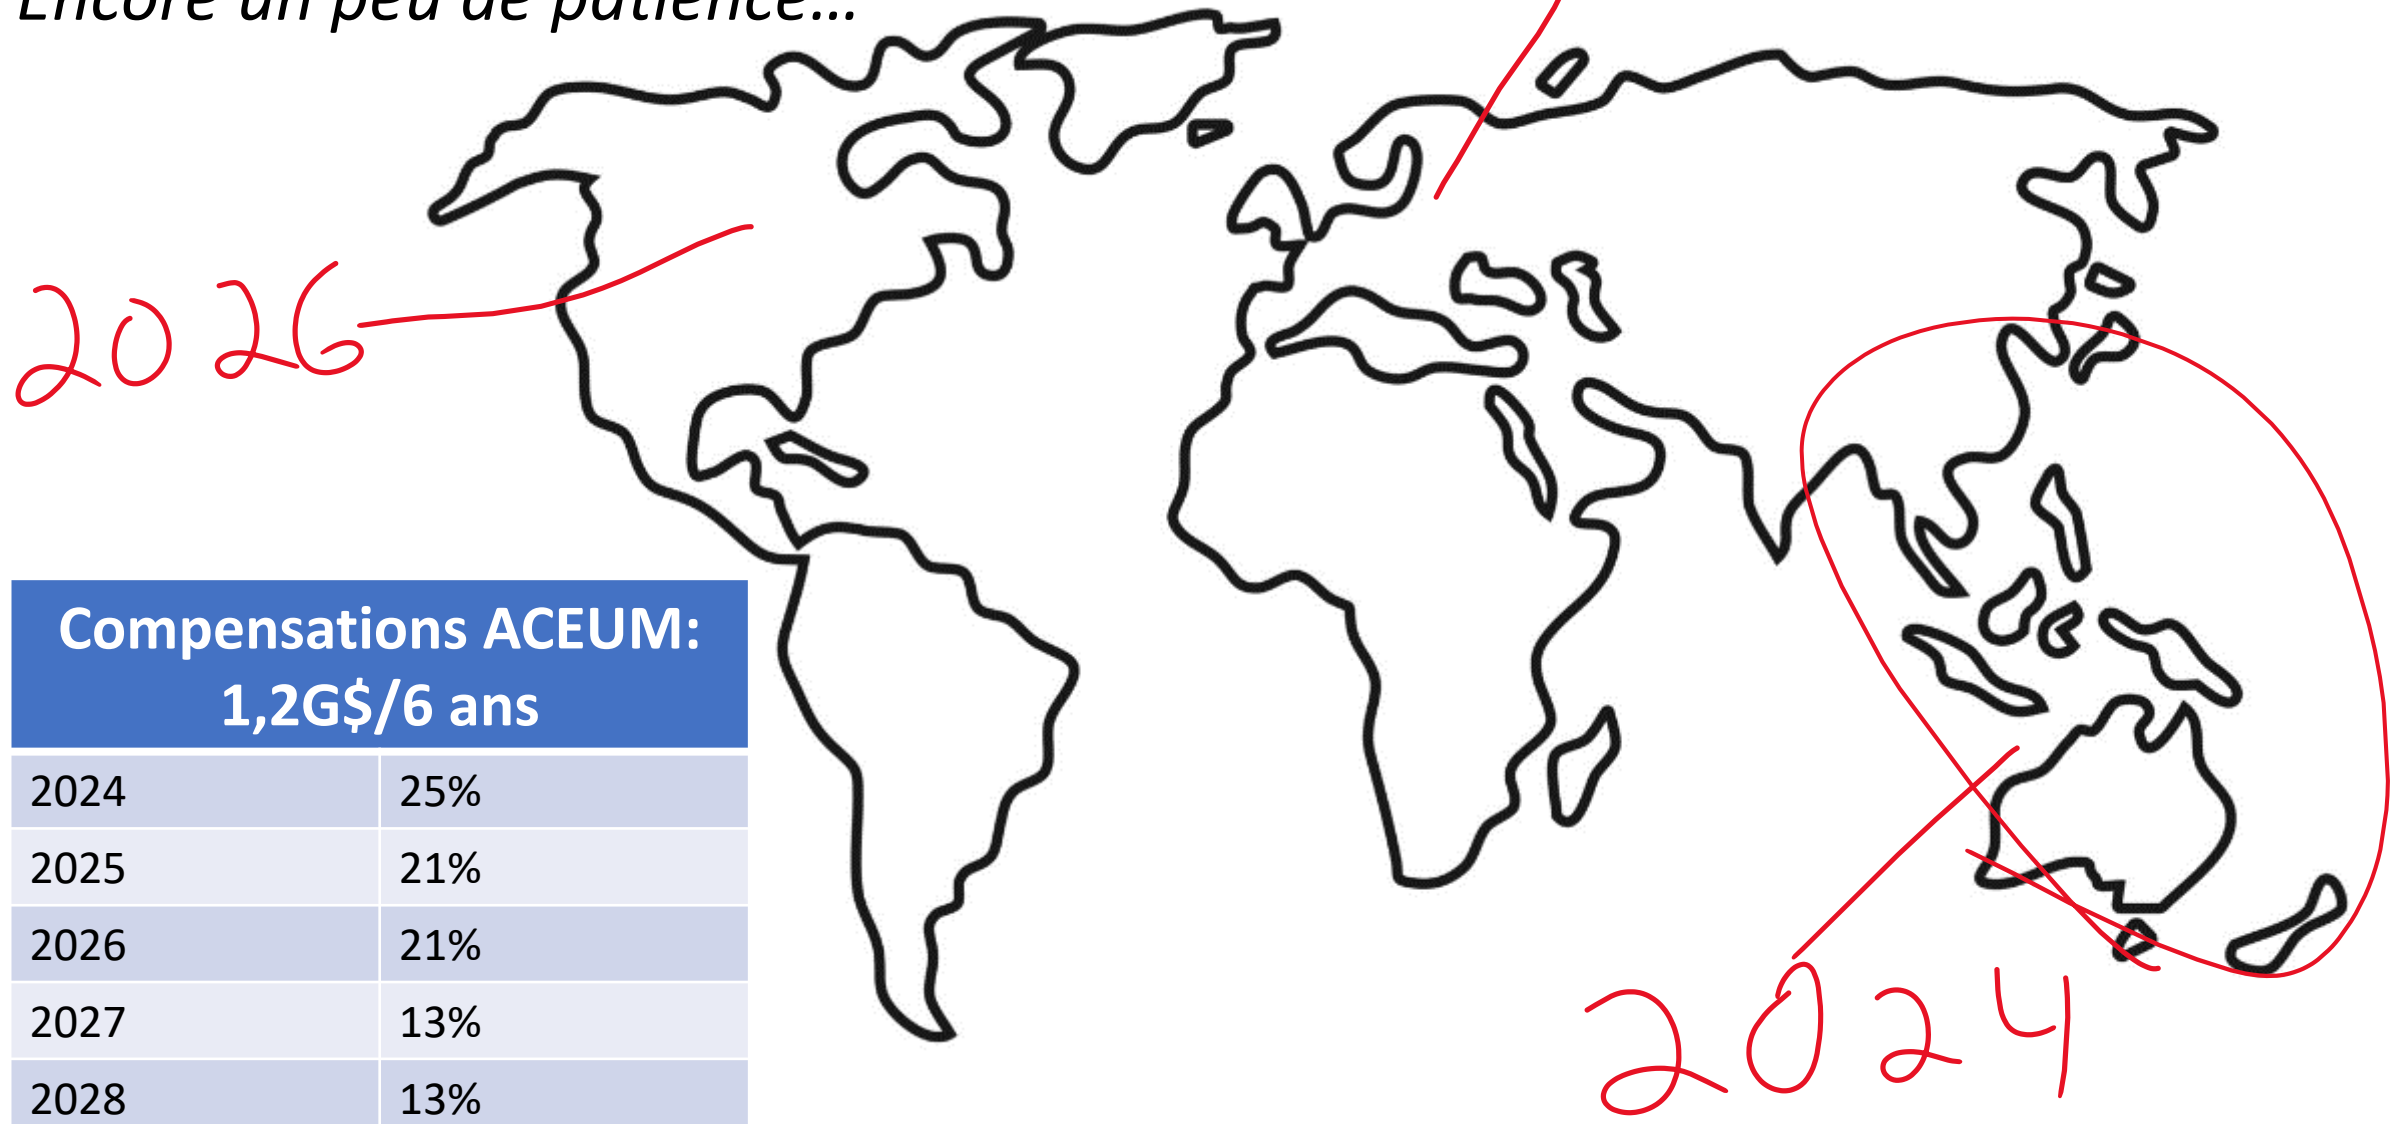 Encore un peu de patience...
2026
Compensations ACEUM:
1,2G$/6 ans
2024 25%
2025 21%
2026 21%
2027 13%
2028 13%
2024